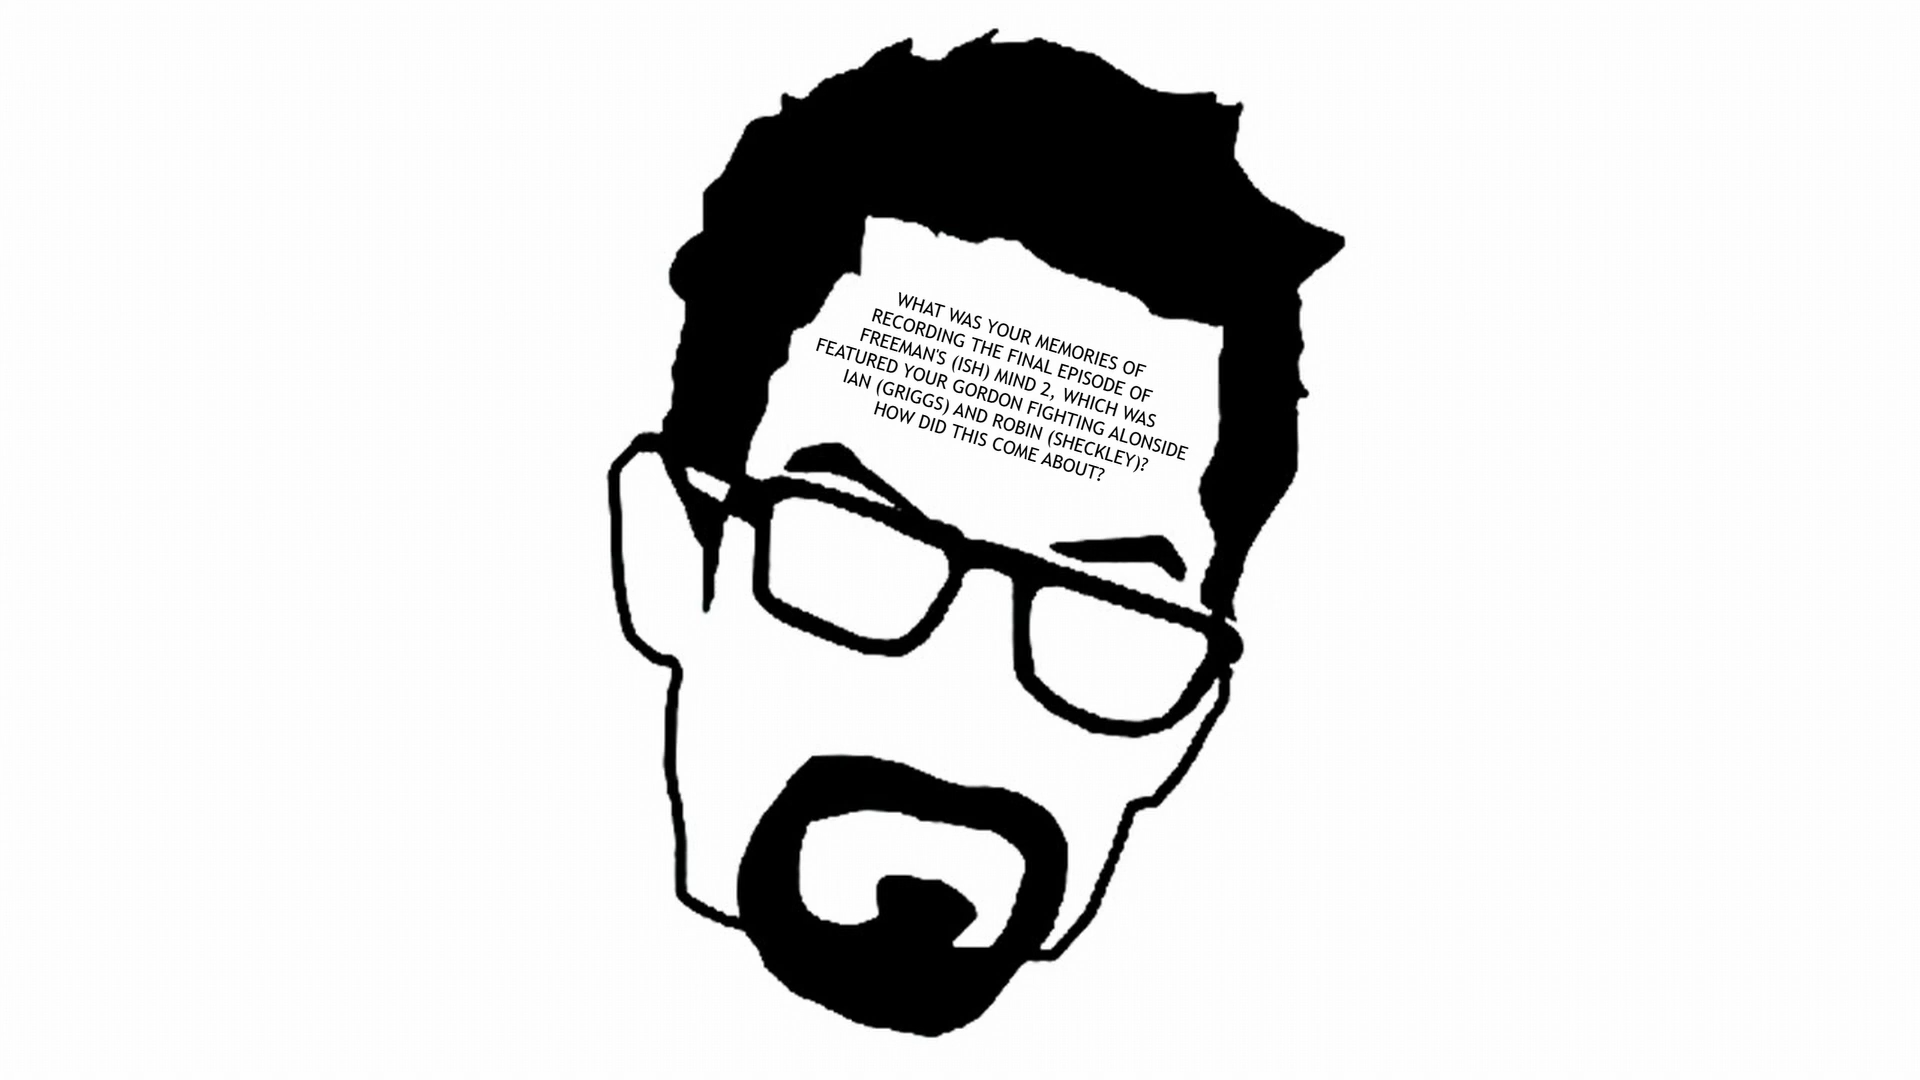 WHAT WAS YOUR MEMORIES OF
RECORDING THE FINAL EPISODE OF
FREEMAN'S (ISH) MIND 2, WHICH WAS
FEATURED YOUR GORDON FIGHTING ALONSIDE
IAN (GRIGGS) AND ROBIN (SHECKLEY)?
HOW DID THIS COME ABOUT?